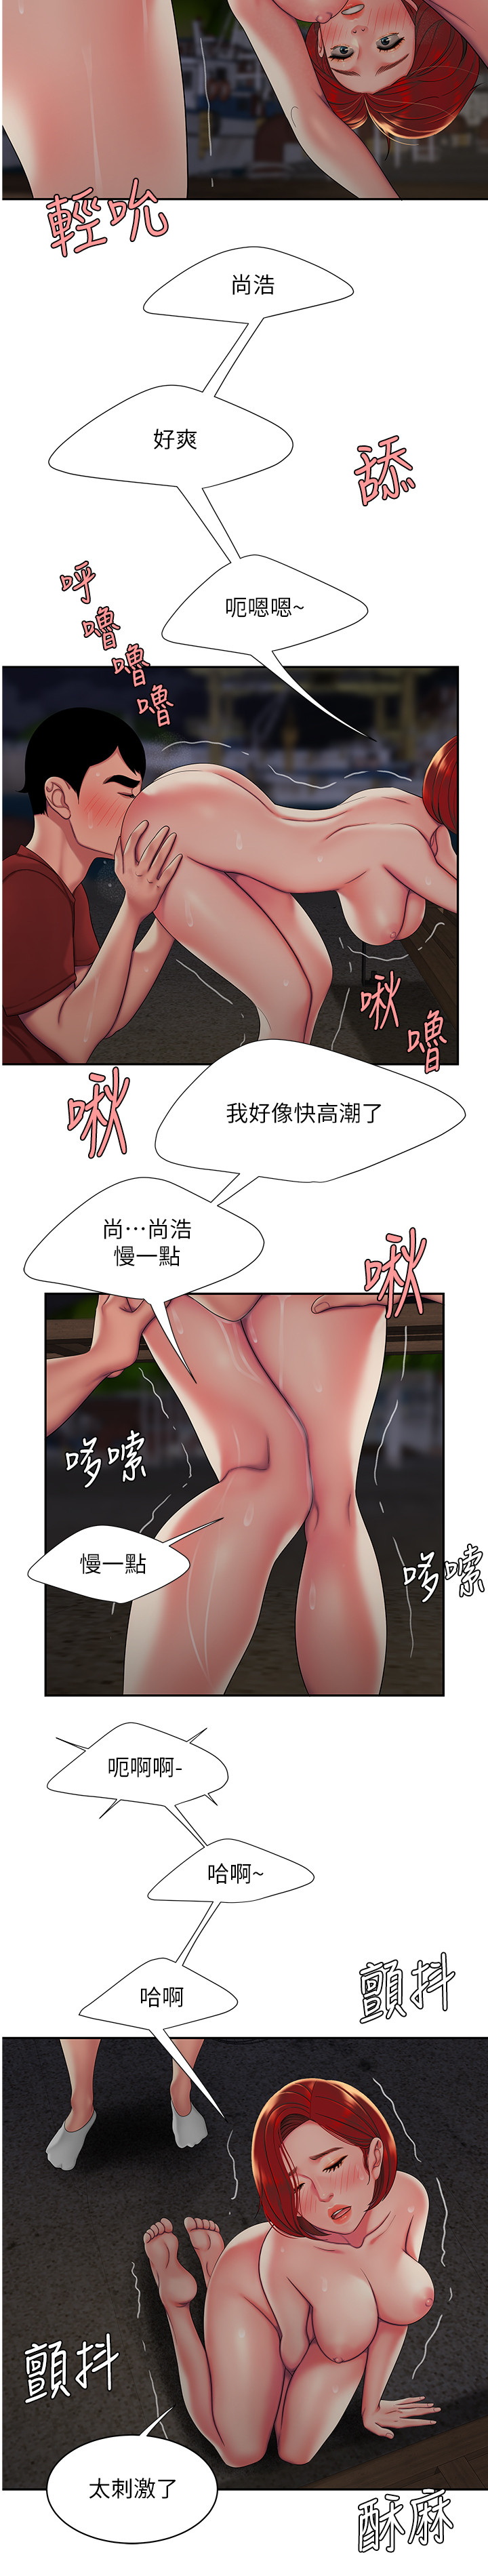 輕吮
尚浩
好爽
舔
呃嗯嗯~
呼嚕嚕嚕
啾
嚕
啾
我好像快高潮了
尚…尚浩
慢一點
啾
哆嗦
慢一點
哆嗦
呃啊啊-
哈啊~
哈啊
顫抖
顫抖
太刺激了
酥麻